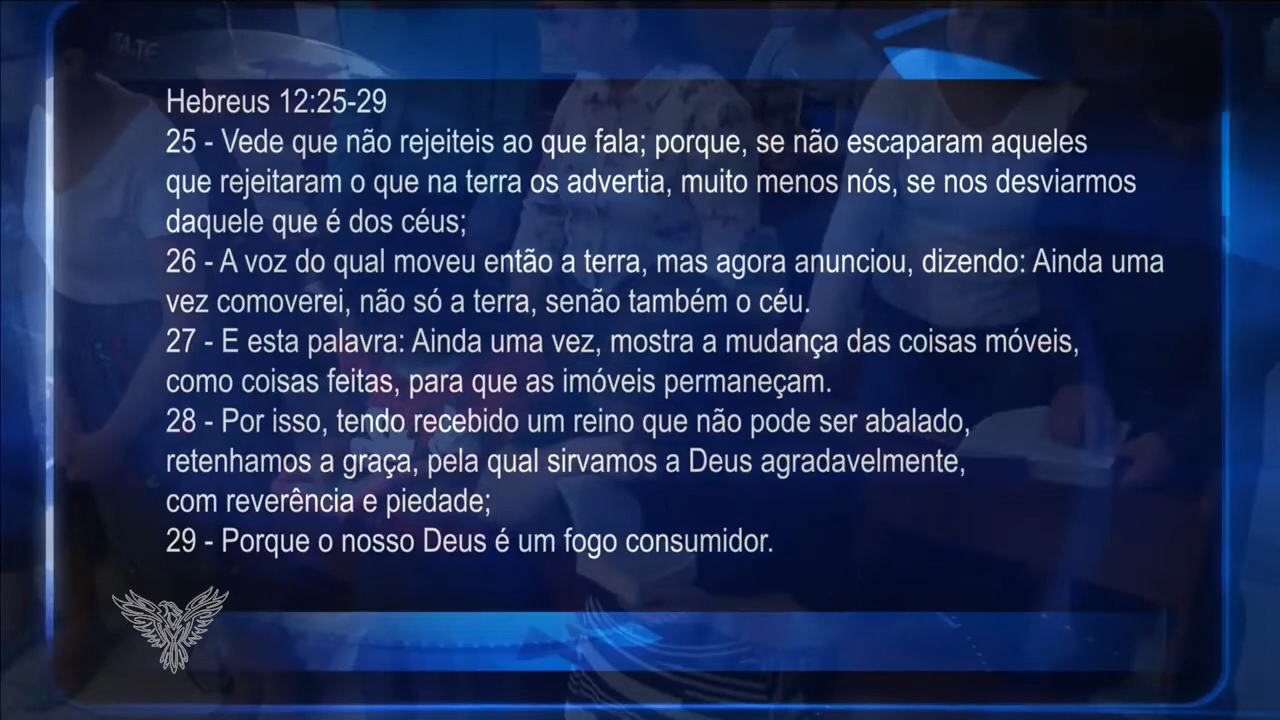 TA-TE
Hebreus 12:25-29
25 - Vede que não rejeiteis ao que fala; porque, se não escaparam aqueles
que rejeitaram o que na terra os advertia, muito menos nós, se nos desviarmos
daquele que é dos céus;
26 - A voz do qual moveu então a terra, mas agora anunciou, dizendo: Ainda uma
vez comoverei, não só a terra, senão também o céu.
27 - E esta palavra: Ainda uma vez, mostra a mudança das coisas móveis,
como coisas feitas, para que as imóveis permaneçam.
28 - Por isso, tendo recebido um reino que não pode ser abalado,
retenhamos a graça, pela qual sirvamos a Deus agradavelmente,
com reverência e piedade;
29 - Porque o nosso Deus é um fogo consumidor.